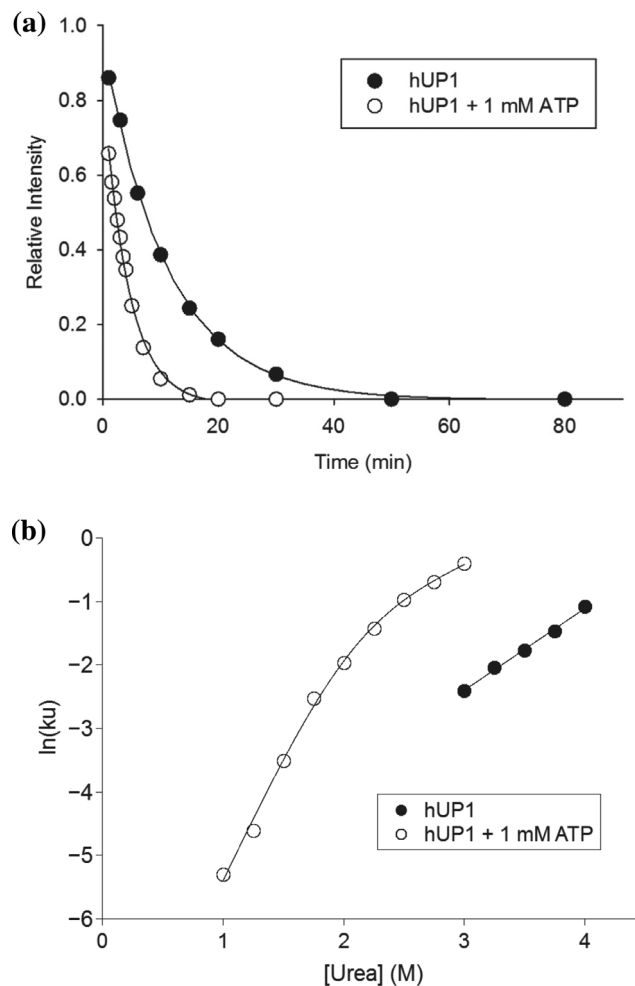 (a)
hUP1
hUP1 + 1 mM ATP
Relative Intensity
1.0
0.8
0.6
0.4
0.2
0.0
0 20 40 60 80
Time (min)
(b)
ln(ku)
0
−1
−2
−3
−4
−5
−6
hUP1
hUP1 + 1 mM ATP
0 1 2 3 4
[Urea] (M)